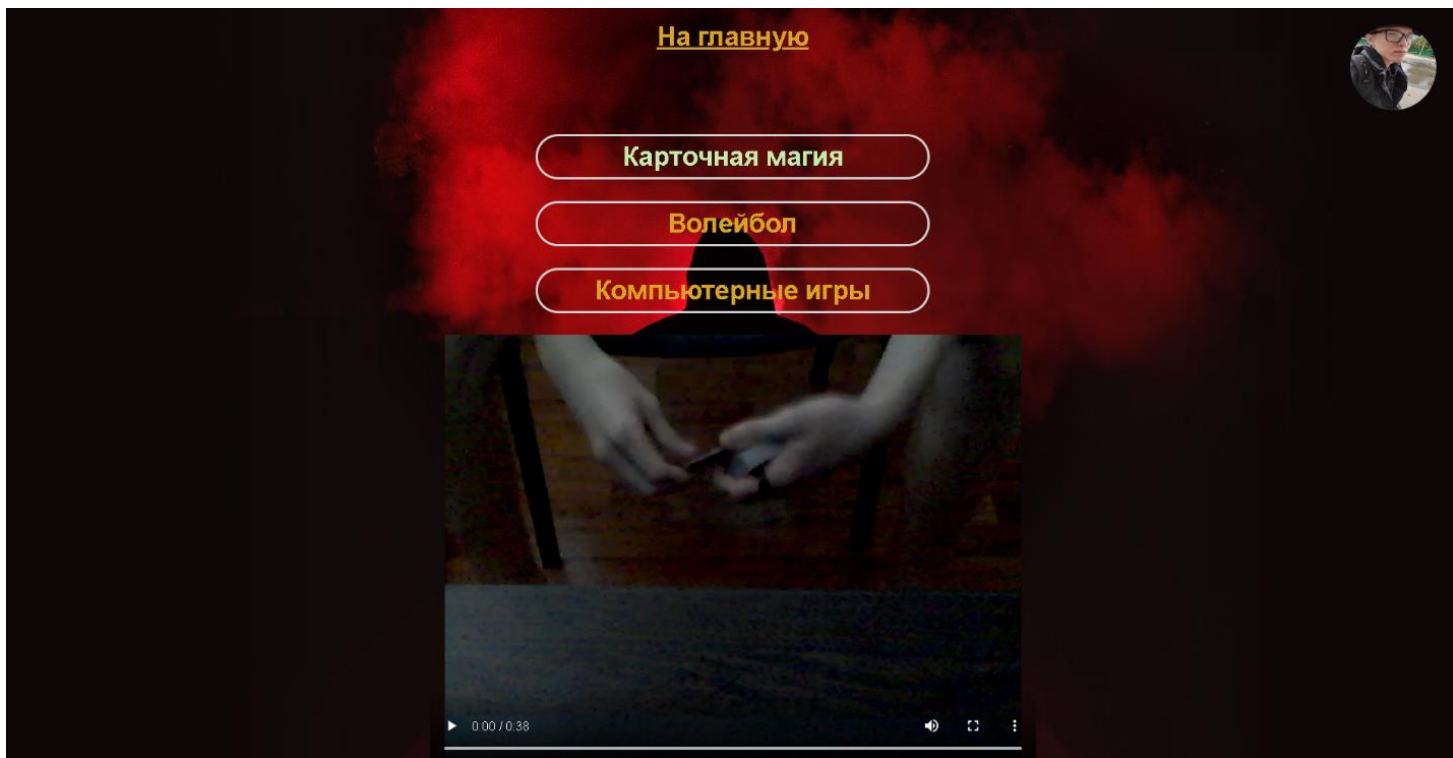 На главную
Карточная магия
Волейбол
Компьютерные игры
0:00 / 0:38